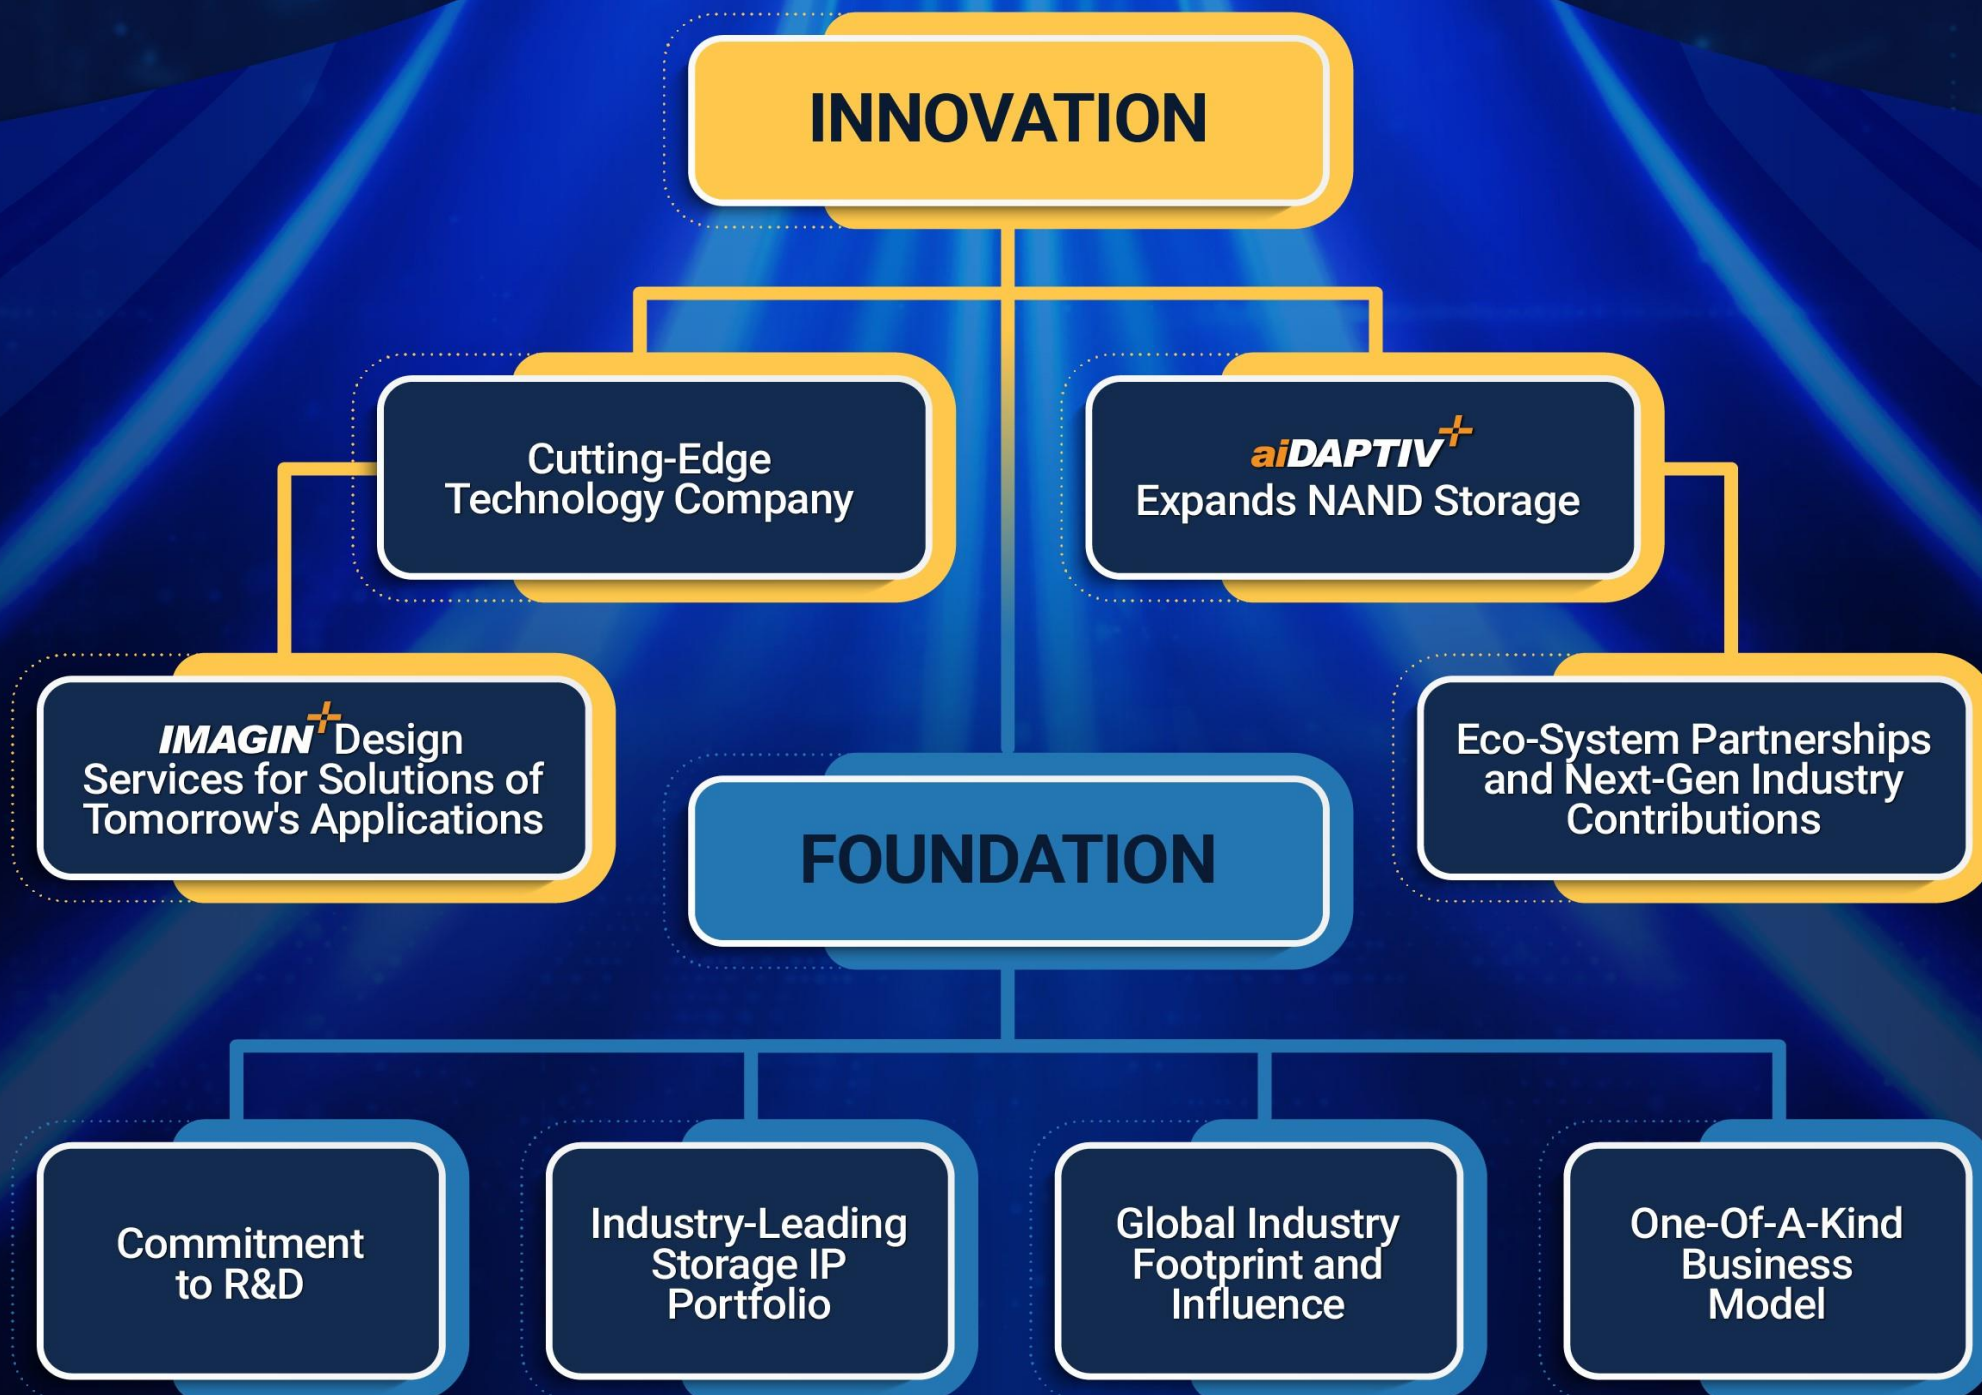 INNOVATION
Cutting-Edge
Technology Company
aiDAPTIV+
Expands NAND Storage
IMAGIN+ Design
Services for Solutions of
Tomorrow's Applications
Eco-System Partnerships
and Next-Gen Industry
Contributions
FOUNDATION
Commitment
to R&D
Industry-Leading
Storage IP
Portfolio
Global Industry
Footprint and
Influence
One-Of-A-Kind
Business
Model